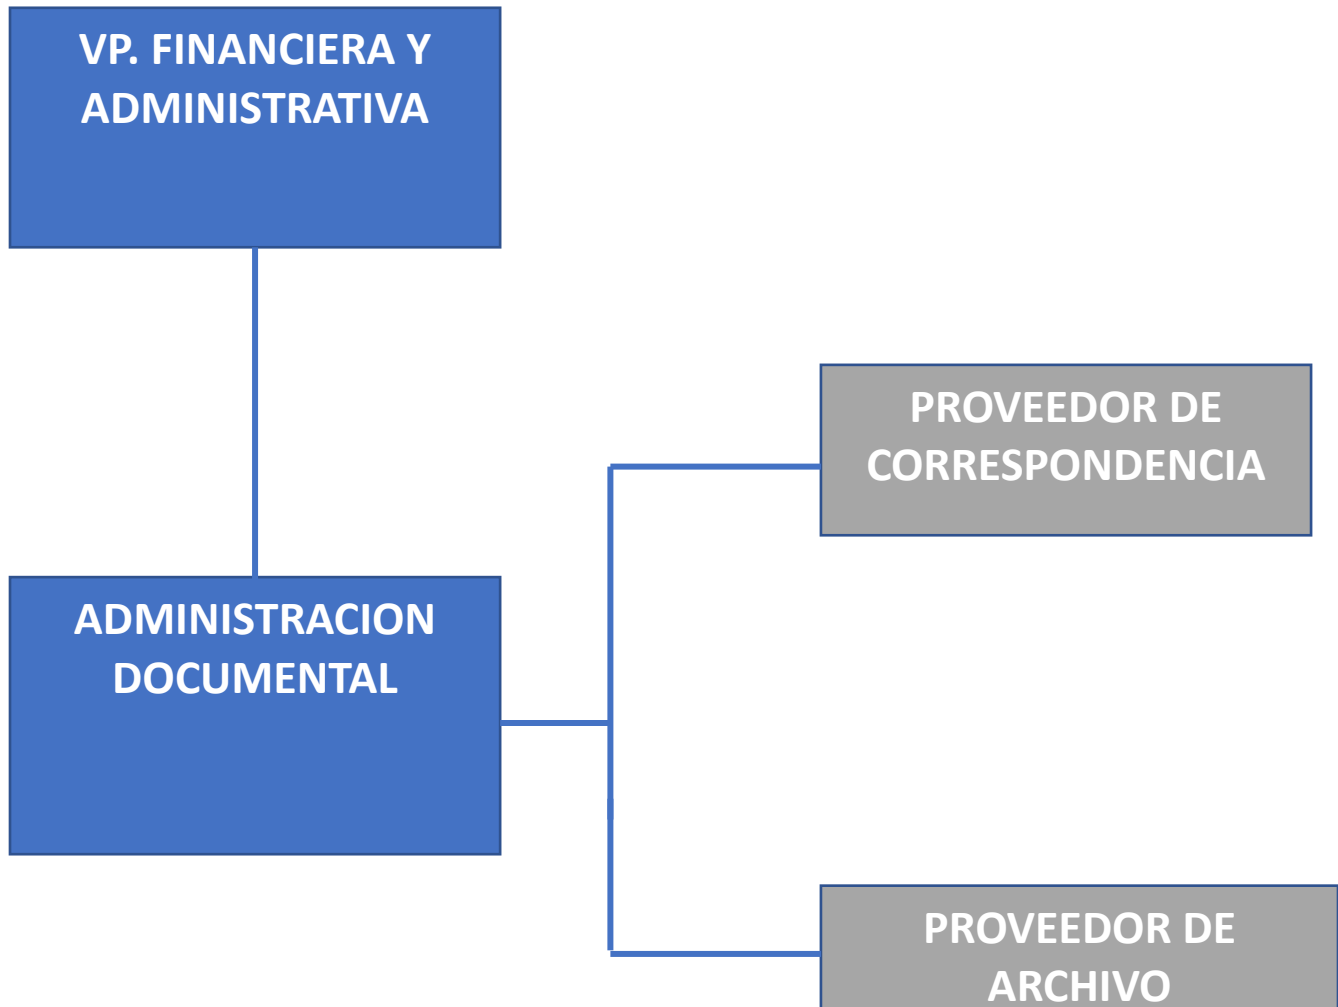 VP. FINANCIERA Y
ADMINISTRATIVA
PROVEEDOR DE
CORRESPONDENCIA
ADMINISTRACION
DOCUMENTAL
PROVEEDOR DE
ARCHIVO